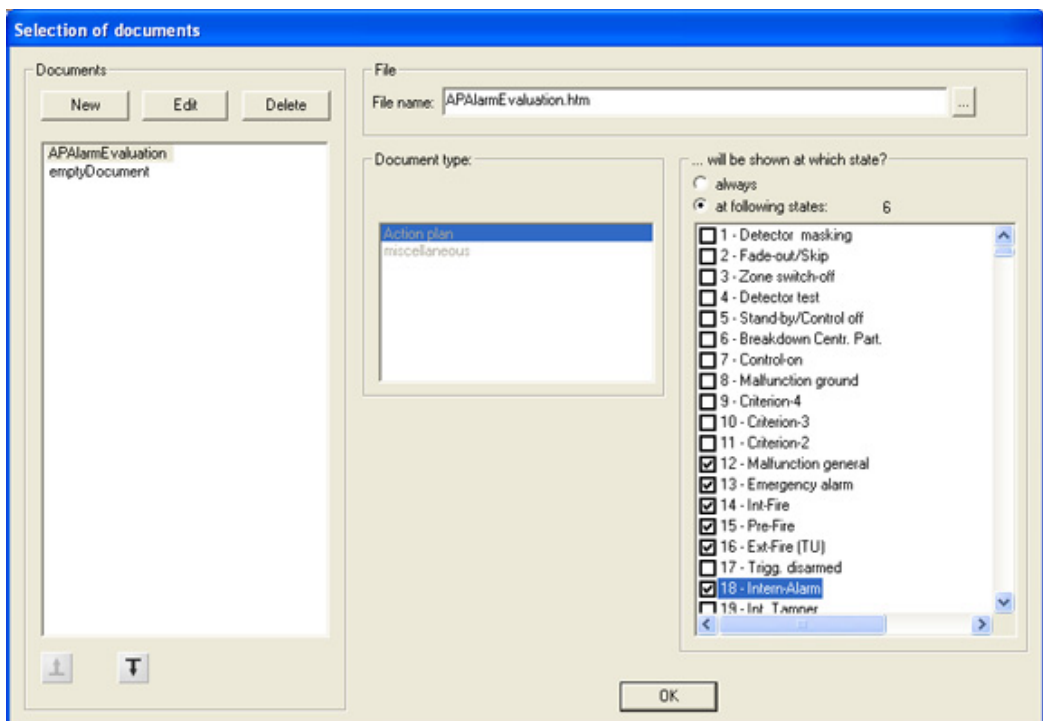 Selection of documents
Documents
New
Edit
Delete
APAlarmEvaluation
emptyDocument
File
File name:
APAlarmEvaluation.htm
...
Document type:
Action plan
miscellaneous
... will be shown at which state?
always
at following states: 6
1 - Detector masking
2 - Fade-out/Skip
3 - Zone switch-off
4 - Detector test
5 - Stand-by/Control off
6 - Breakdown Centr. Part.
7 - Control-on
8 - Malfunction ground
9 - Criterion-4
10 - Criterion-3
11 - Criterion-2
12 - Malfunction general
13 - Emergency alarm
14 - Int-Fire
15 - Pre-Fire
16 - Ext-Fire (TU)
17 - Trigg. disarmed
18 - Intern-Alarm
19 - Int. Tamper
OK